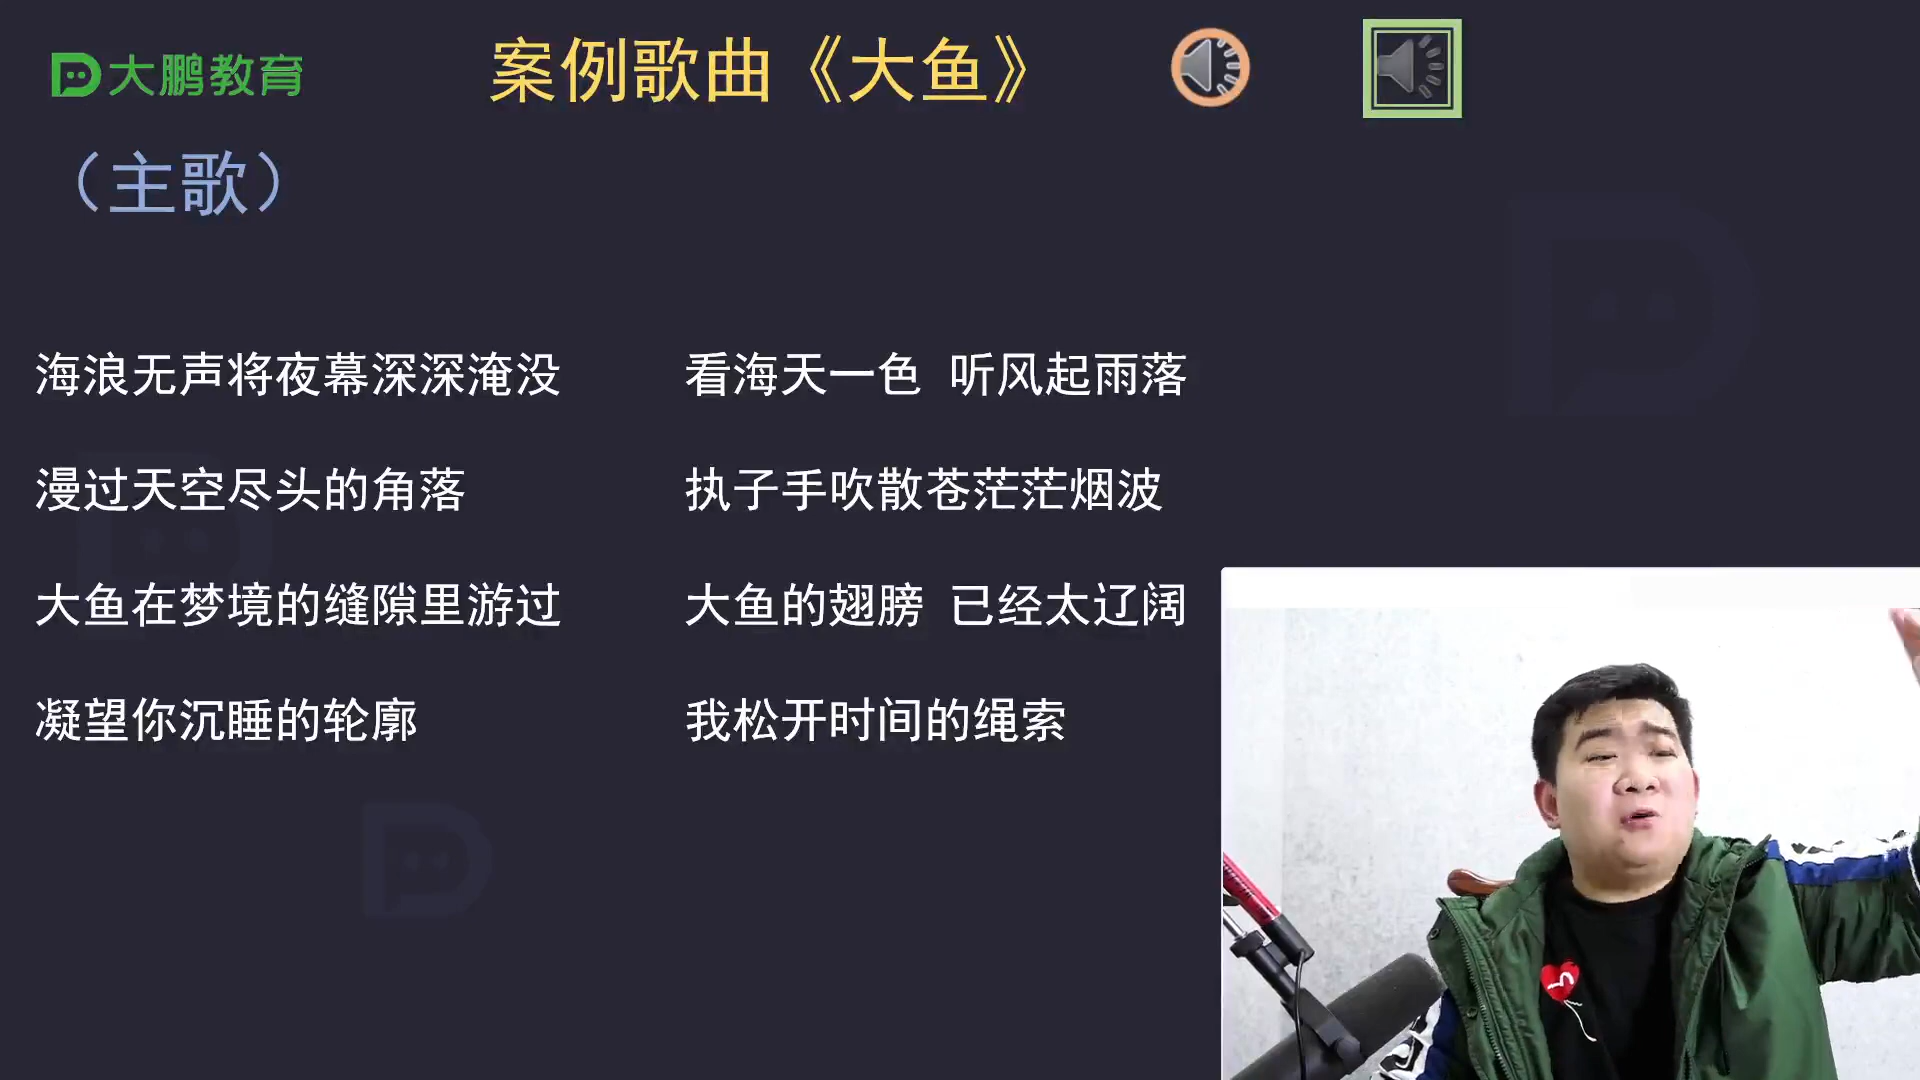 大鹏教育
案例歌曲《大鱼》
（主歌）
海浪无声将夜幕深深淹没
漫过天空尽头的角落
大鱼在梦境的缝隙里游过
凝望你沉睡的轮廓
看海天一色 听风起雨落
执子手吹散苍茫茫烟波
大鱼的翅膀 已经太辽阔
我松开时间的绳索